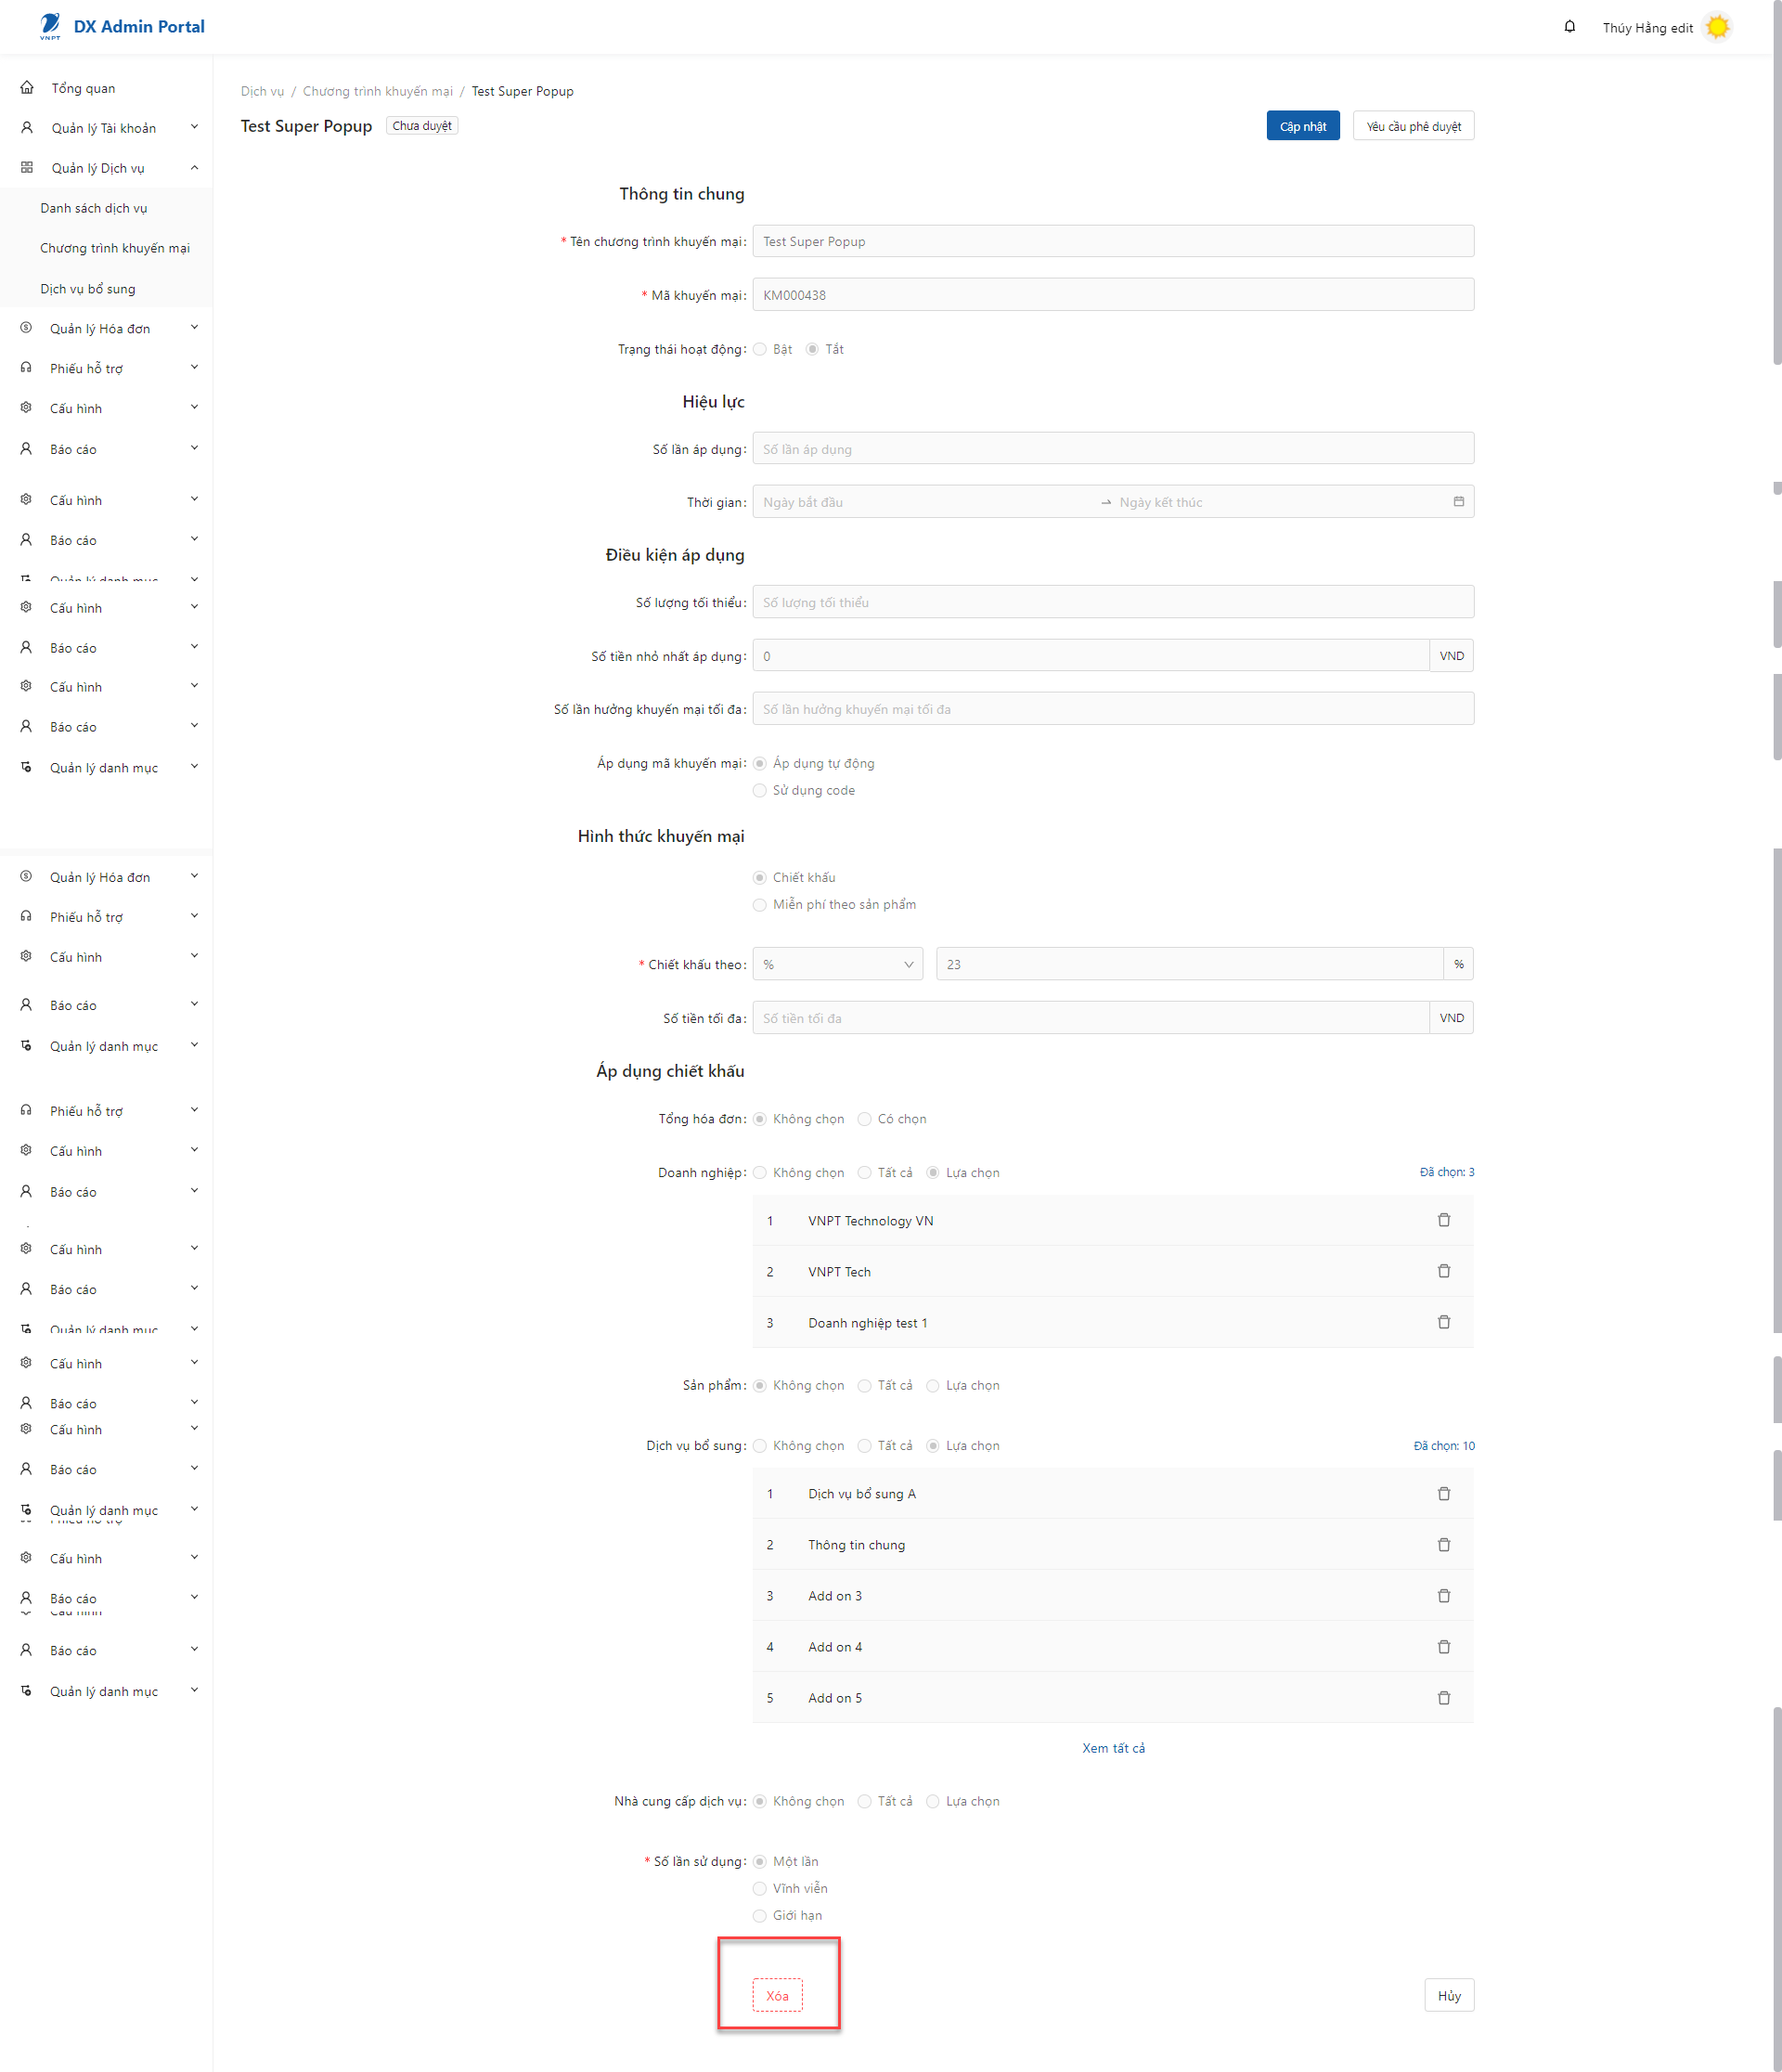 VNPT
DX Admin Portal
Thúy Hằng edit
Tổng quan
Quản lý Tài khoản
Quản lý Dịch vụ
Danh sách dịch vụ
Chương trình khuyến mại
Dịch vụ bổ sung
Quản lý Hóa đơn
Phiếu hỗ trợ
Cấu hình
Báo cáo
Cấu hình
Báo cáo
Quản lý danh mục
Cấu hình
Báo cáo
Cấu hình
Báo cáo
Quản lý danh mục
Quản lý Hóa đơn
Phiếu hỗ trợ
Cấu hình
Báo cáo
Quản lý danh mục
Phiếu hỗ trợ
Cấu hình
Báo cáo
Cấu hình
Báo cáo
Quản lý danh mục
Cấu hình
Báo cáo
Cấu hình
Báo cáo
Quản lý danh mục
Phiếu hỗ trợ
Cấu hình
Báo cáo
Cấu hình
Báo cáo
Quản lý danh mục
Dịch vụ / Chương trình khuyến mại / Test Super Popup
Test Super Popup Chưa duyệt
Cập nhật Yêu cầu phê duyệt
Thông tin chung
* Tên chương trình khuyến mại: Test Super Popup
* Mã khuyến mại: KM000438
Trạng thái hoạt động: Bật Tắt
Hiệu lực
Số lần áp dụng: Số lần áp dụng
Thời gian: Ngày bắt đầu → Ngày kết thúc
Điều kiện áp dụng
Số lượng tối thiểu: Số lượng tối thiểu
Số tiền nhỏ nhất áp dụng: 0 VND
Số lần hưởng khuyến mại tối đa: Số lần hưởng khuyến mại tối đa
Áp dụng mã khuyến mại: Áp dụng tự động
Sử dụng code
Hình thức khuyến mại
Chiết khấu
Miễn phí theo sản phẩm
* Chiết khấu theo: % 23 %
Số tiền tối đa: Số tiền tối đa VND
Áp dụng chiết khấu
Tổng hóa đơn: Không chọn Có chọn
Doanh nghiệp: Không chọn Tất cả Lựa chọn Đã chọn: 3
1 VNPT Technology VN
2 VNPT Tech
3 Doanh nghiệp test 1
Sản phẩm: Không chọn Tất cả Lựa chọn
Dịch vụ bổ sung: Không chọn Tất cả Lựa chọn Đã chọn: 10
1 Dịch vụ bổ sung A
2 Thông tin chung
3 Add on 3
4 Add on 4
5 Add on 5
Xem tất cả
Nhà cung cấp dịch vụ: Không chọn Tất cả Lựa chọn
* Số lần sử dụng: Một lần
Vĩnh viễn
Giới hạn
Xóa Hủy